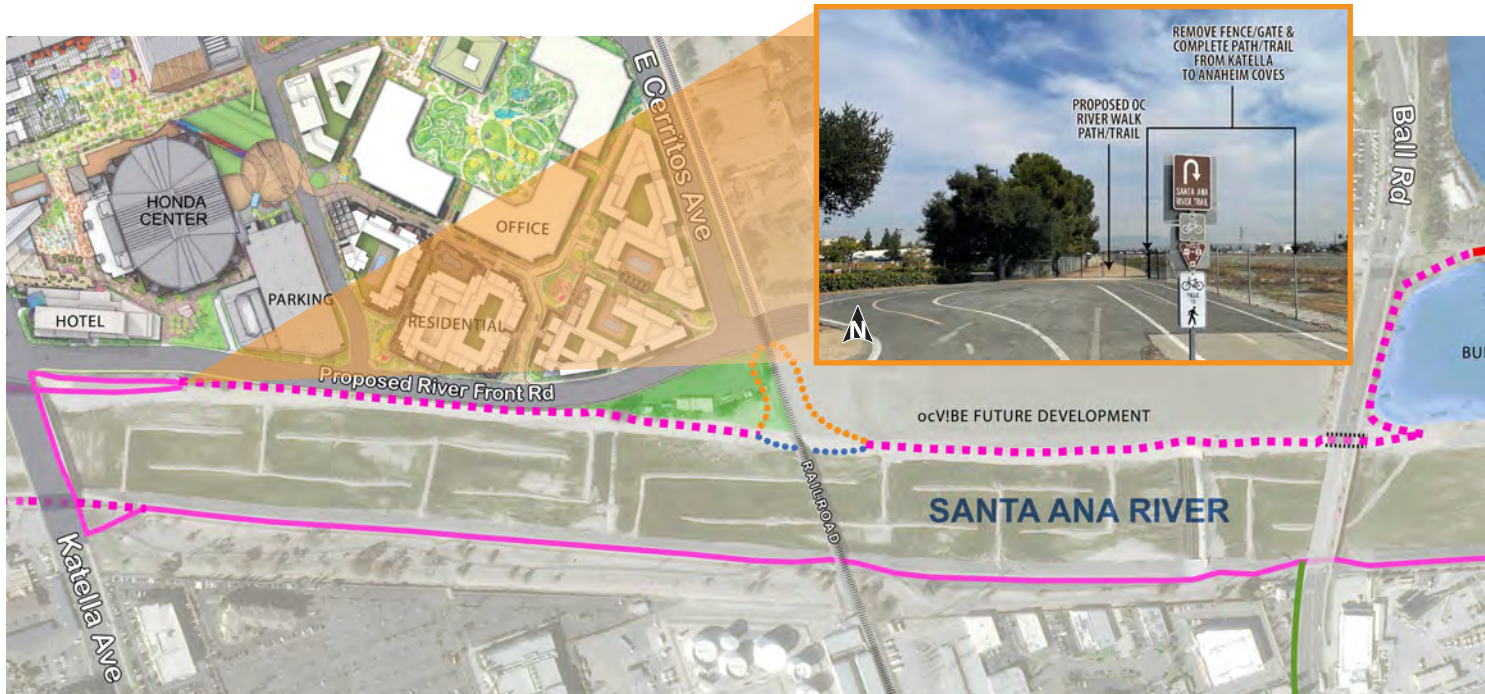 REMOVE FENCE/GATE &
COMPLETE PATH/TRAIL
FROM KATELLA
TO ANAHEIM COVES
PROPOSED OC
RIVER WALK
PATH/TRAIL
SANTA ANA
RIVER TRAIL
YIELD
TO
N
E Cerritos Ave
Ball Rd
HONDA
CENTER
OFFICE
PARKING
HOTEL
RESIDENTIAL
Proposed River Front Rd
ocV!BE FUTURE DEVELOPMENT
BU
RAILROAD
SANTA ANA RIVER
Katella Ave